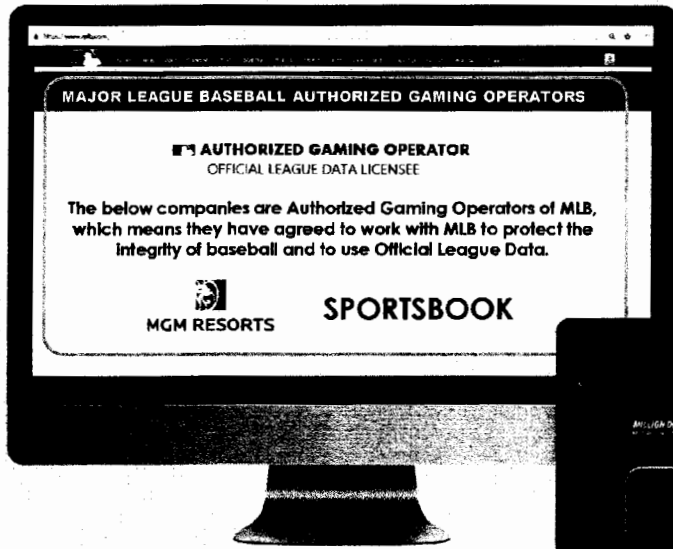 MAJOR LEAGUE BASEBALL AUTHORIZED GAMING OPERATORS
AUTHORIZED GAMING OPERATOR
OFFICIAL LEAGUE DATA LICENSEE
The below companies are Authorized Gaming Operators of MLB,
which means they have agreed to work with MLB to protect the
integrity of baseball and to use Official League Data.
MGM RESORTS
SPORTSBOOK